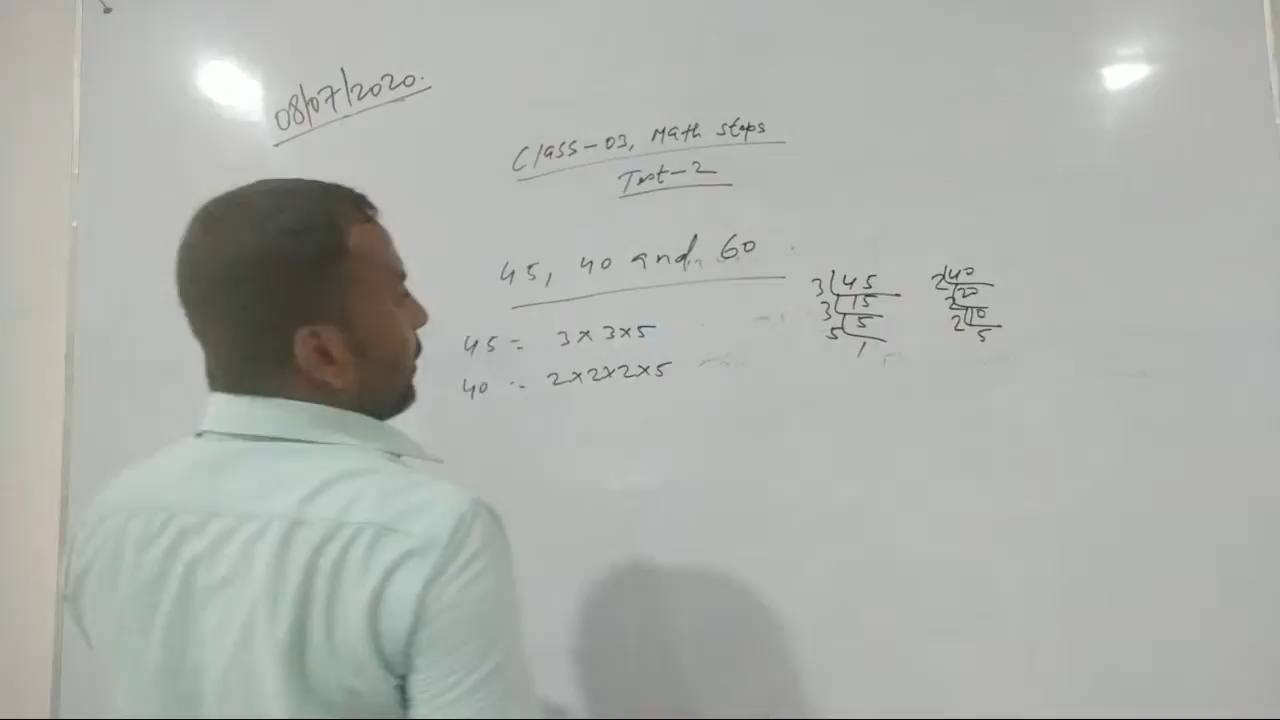 08/07/2020.
Class-03, Math steps
Test-2
45, 40 and 60
45 = 3×3×5
40 = 2×2×2×5
3 45
3 15
5 5
1
2 40
2 20
2 10
5